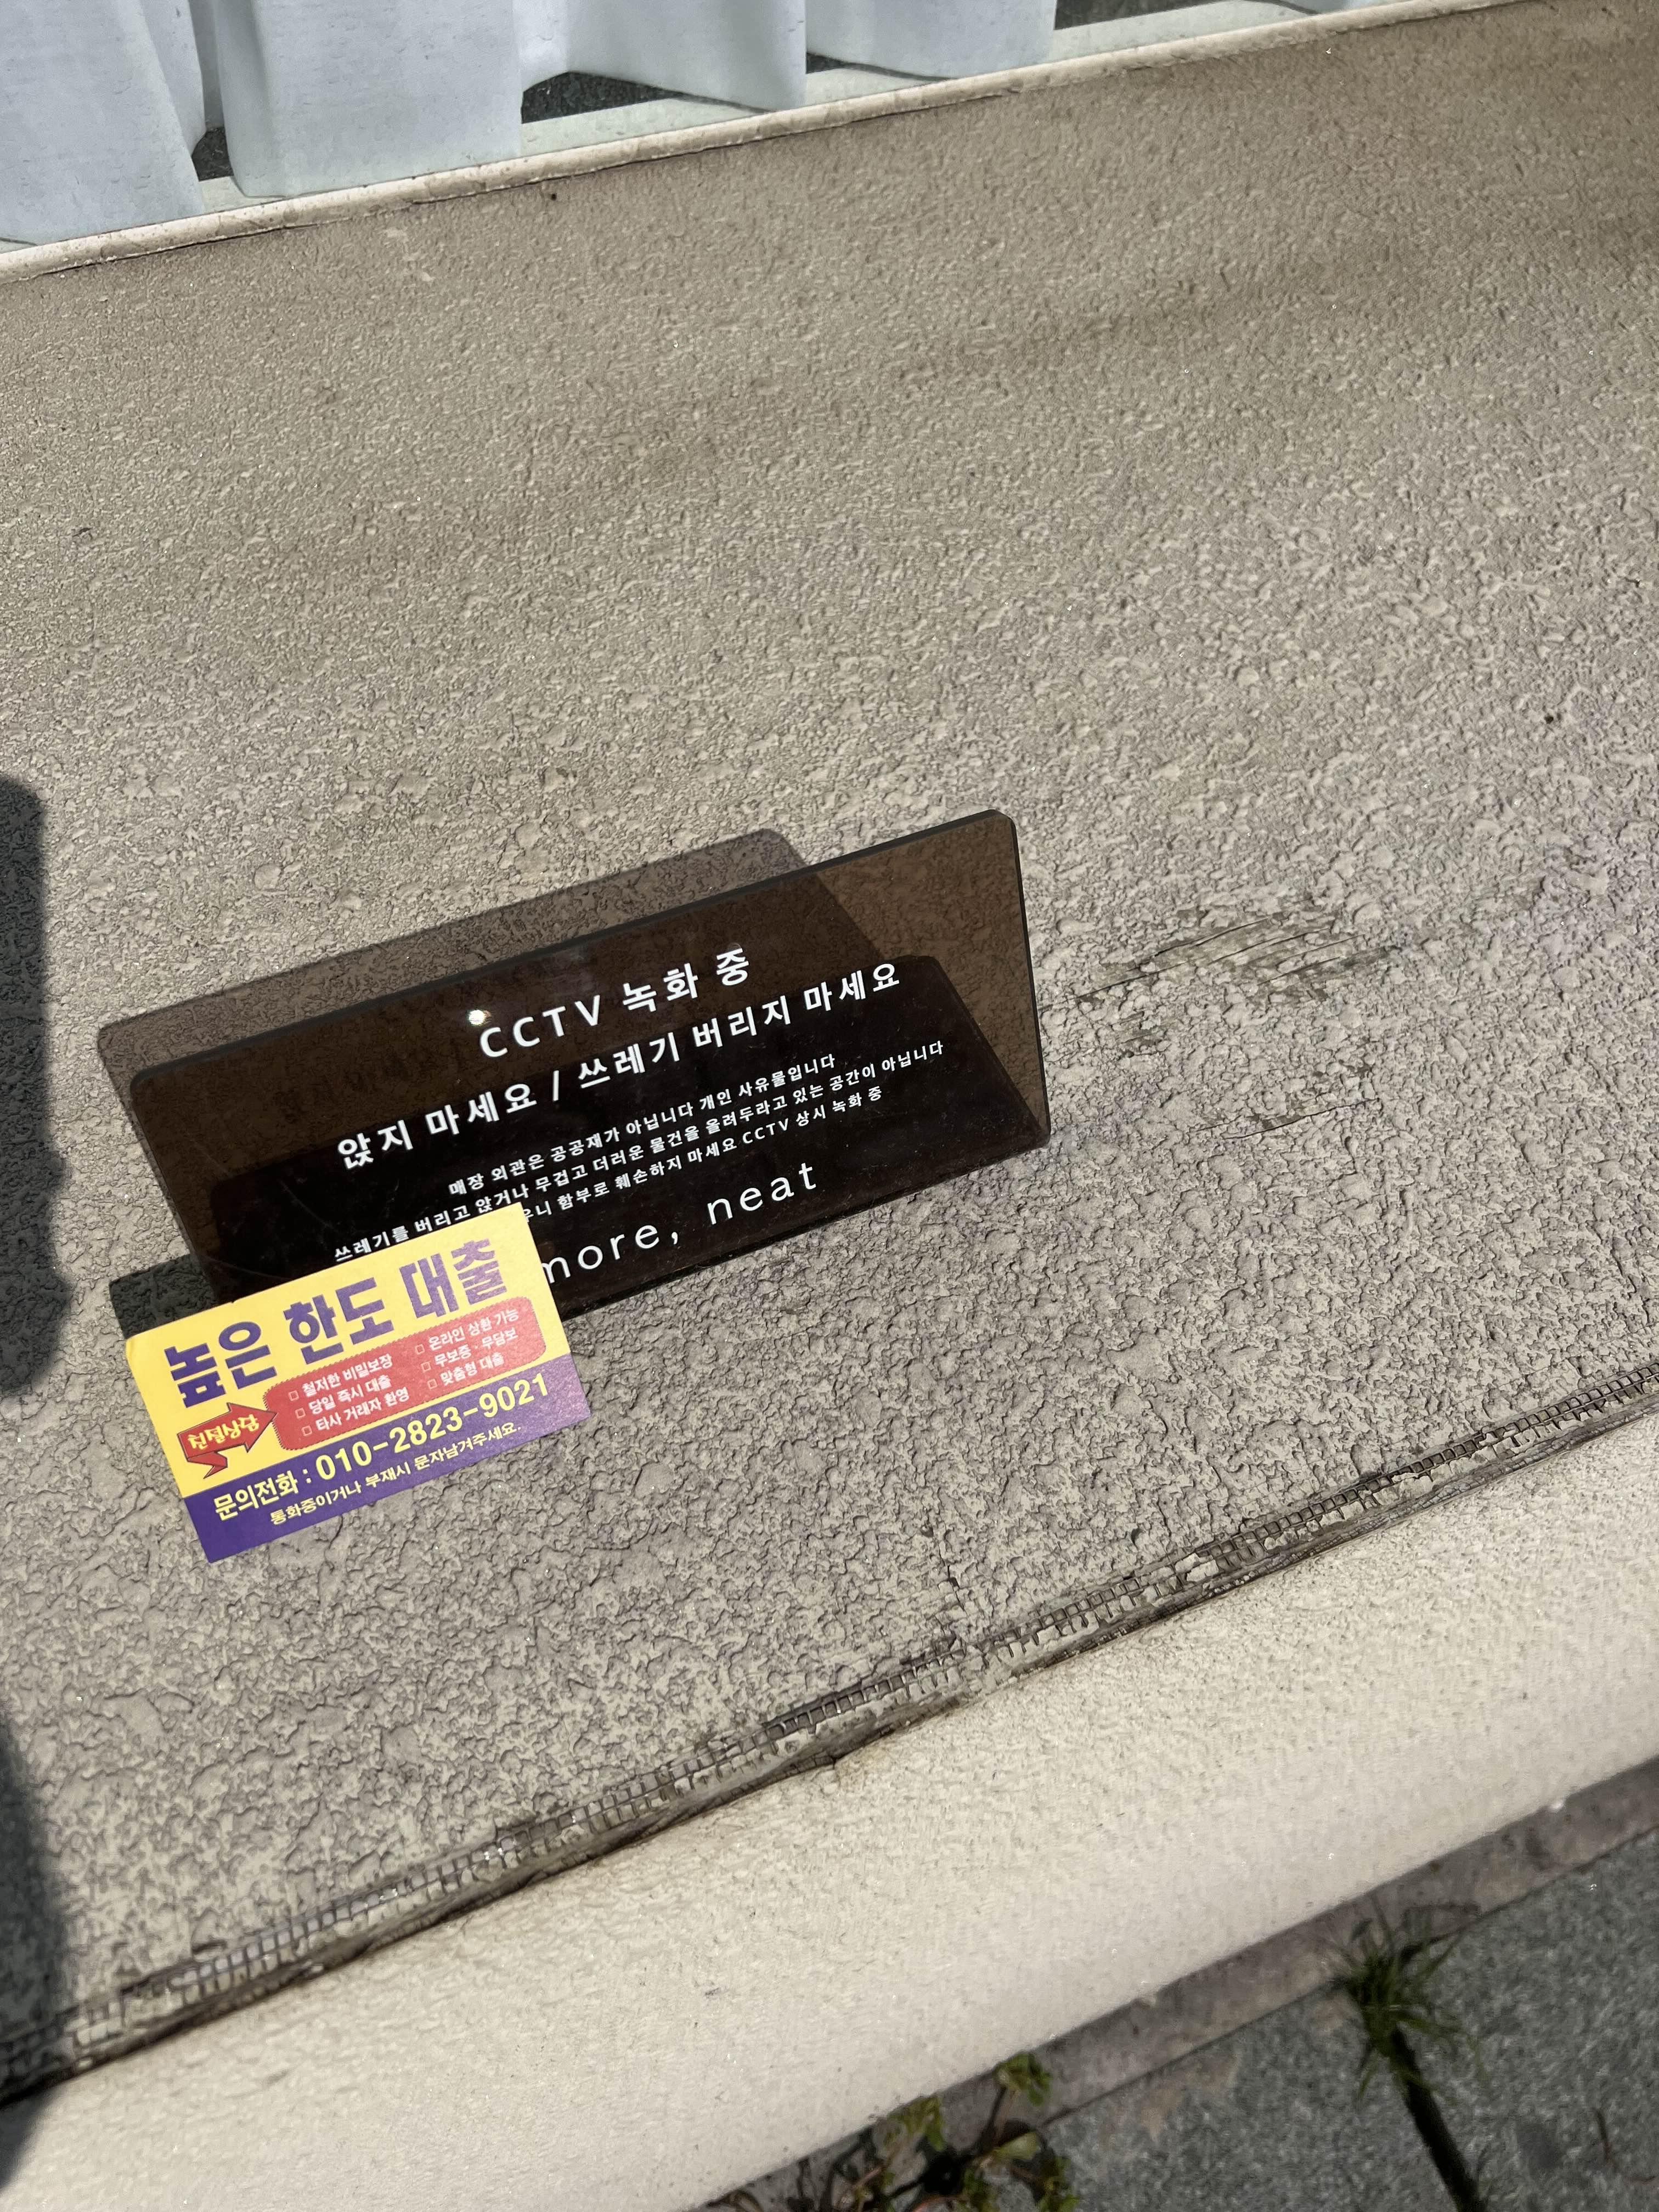 CCTV 녹화 중
앉지 마세요 / 쓰레기 버리지 마세요
매장 외관은 공공재가 아닙니다 개인 사유물입니다
쓰레기를 버리고 앉거나 무겁고 더러운 물건을 올려두라고 있는 공간이 아닙니다
함부로 훼손하지 마세요 CCTV 상시 녹화 중
more, neat
높은 한도 대출
친절상담
□ 철저한 비밀보장
□ 당일 즉시 대출
□ 타사 거래자 환영
□ 온라인 상환 가능
□ 무보증·무담보
□ 맞춤형 대출
문의전화 : 010-2823-9021
통화중이거나 부재시 문자남겨주세요.